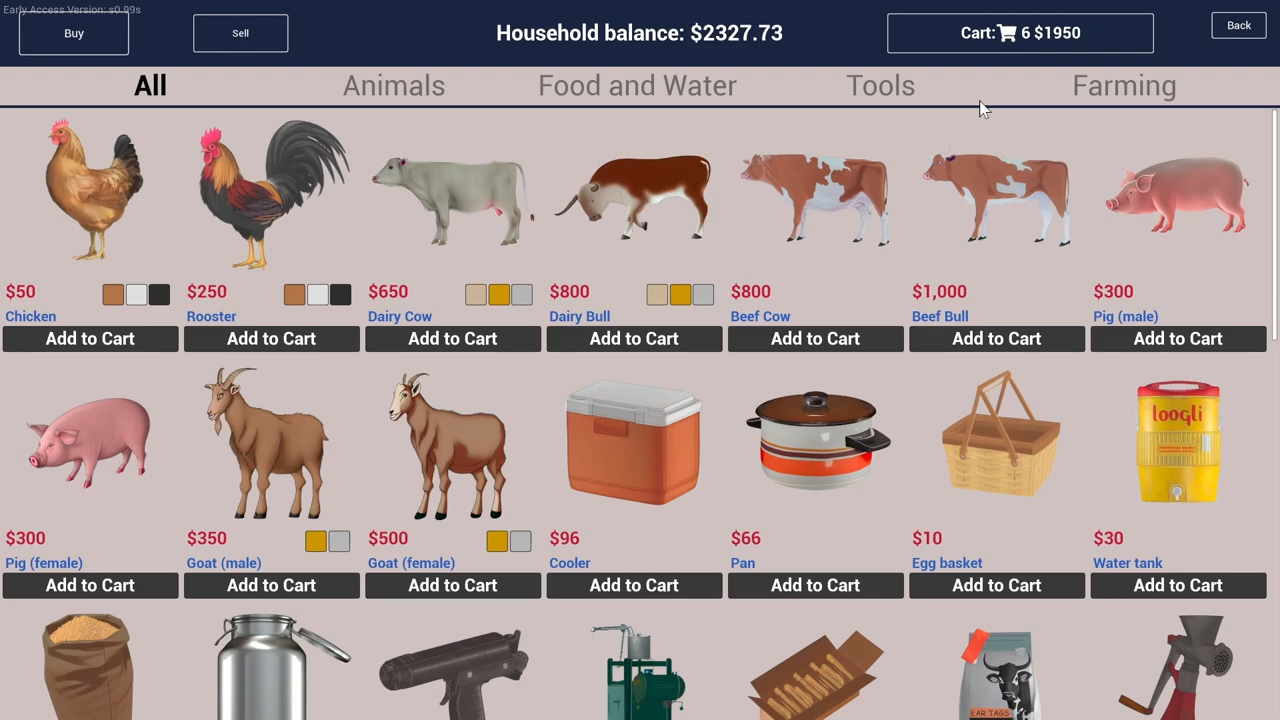 Early Access Version: s0.99s
Buy
Sell
Household balance: $2327.73
Cart: 6 $1950
Back
All
Animals
Food and Water
Tools
Farming
$50
$250
$650
$800
$800
$1,000
$300
Chicken
Rooster
Dairy Cow
Dairy Bull
Beef Cow
Beef Bull
Pig (male)
Add to Cart
Add to Cart
Add to Cart
Add to Cart
Add to Cart
Add to Cart
Add to Cart
looqli
$300
$350
$500
$96
$66
$10
$30
Pig (female)
Goat (male)
Goat (female)
Cooler
Pan
Egg basket
Water tank
Add to Cart
Add to Cart
Add to Cart
Add to Cart
Add to Cart
Add to Cart
Add to Cart
EAR TAGS